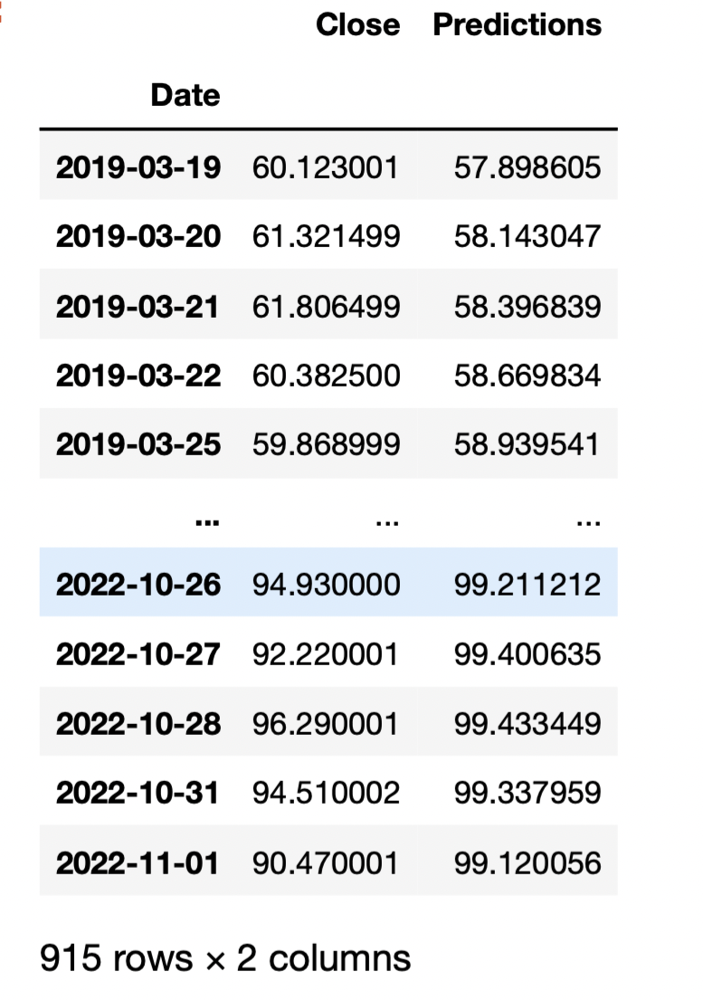 Close Predictions
Date
2019-03-19 60.123001 57.898605
2019-03-20 61.321499 58.143047
2019-03-21 61.806499 58.396839
2019-03-22 60.382500 58.669834
2019-03-25 59.868999 58.939541
... ... ...
2022-10-26 94.930000 99.211212
2022-10-27 92.220001 99.400635
2022-10-28 96.290001 99.433449
2022-10-31 94.510002 99.337959
2022-11-01 90.470001 99.120056
915 rows × 2 columns